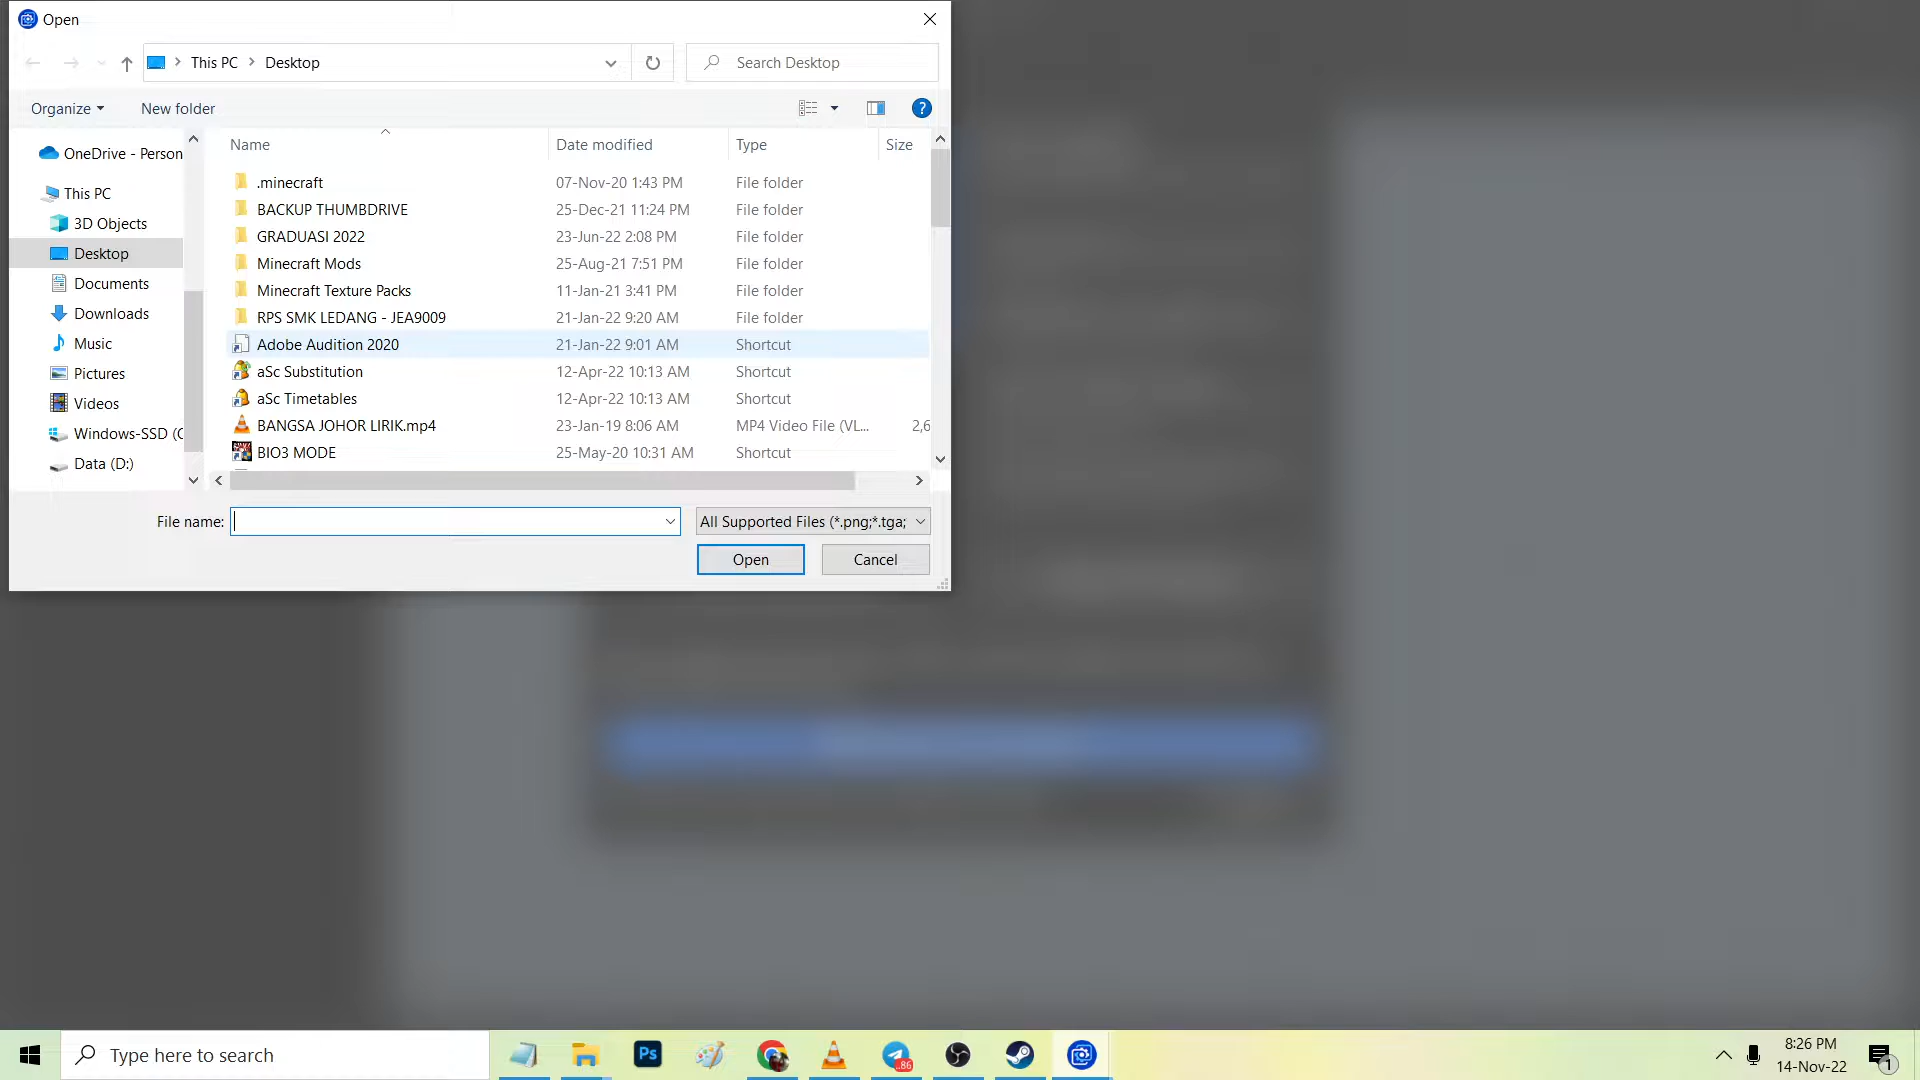 Open
This PC
Desktop
Search Desktop
Organize
New folder
?
Name
Date modified
Type
Size
OneDrive - Person
This PC
3D Objects
Desktop
Documents
Downloads
Music
Pictures
Videos
Windows-SSD (C
Data (D:)
.minecraft 07-Nov-20 1:43 PM File folder
BACKUP THUMBDRIVE 25-Dec-21 11:24 PM File folder
GRADUASI 2022 23-Jun-22 2:08 PM File folder
Minecraft Mods 25-Aug-21 7:51 PM File folder
Minecraft Texture Packs 11-Jan-21 3:41 PM File folder
RPS SMK LEDANG - JEA9009 21-Jan-22 9:20 AM File folder
Adobe Audition 2020 21-Jan-22 9:01 AM Shortcut
aSc Substitution 12-Apr-22 10:13 AM Shortcut
aSc Timetables 12-Apr-22 10:13 AM Shortcut
BANGSA JOHOR LIRIK.mp4 23-Jan-19 8:06 AM MP4 Video File (VL... 2,6
BIO3 MODE 25-May-20 10:31 AM Shortcut
File name:
All Supported Files (*.png;*.tga;
Open
Cancel
Type here to search
Ps
..86
8:26 PM
14-Nov-22
1